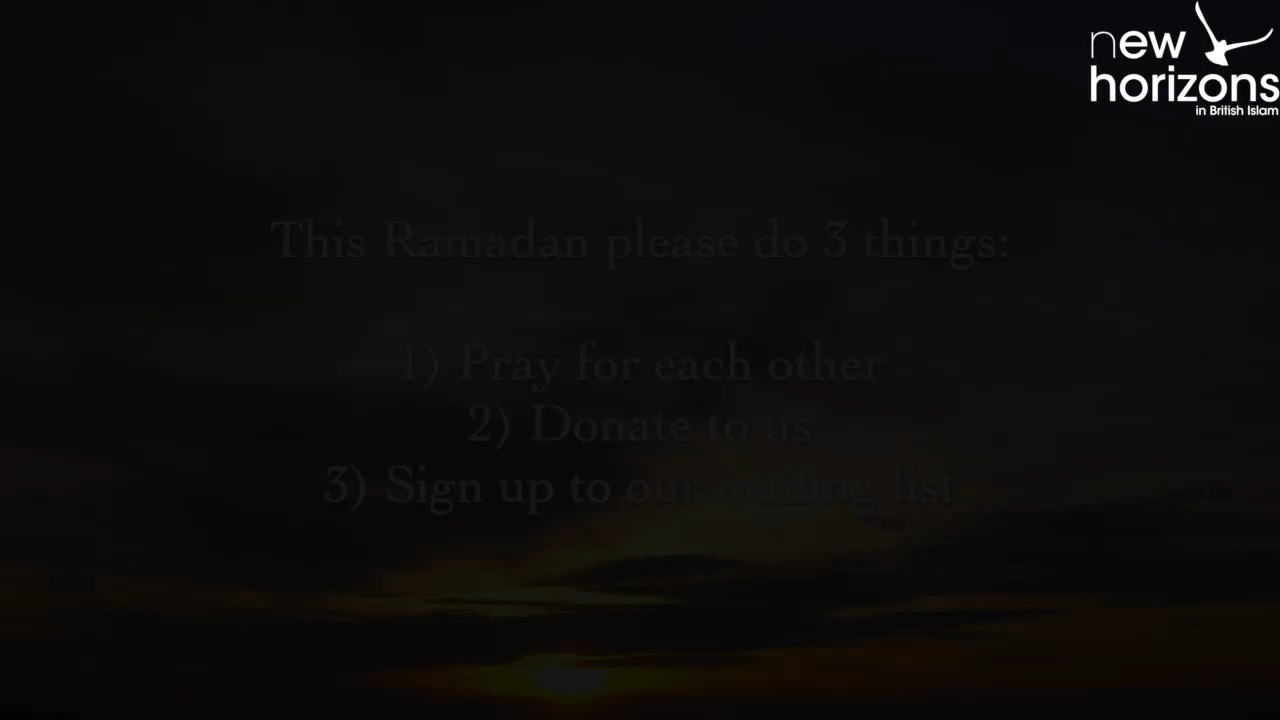 new
horizons
in British Islam
This Ramadan please do 3 things:
1) Pray for each other
2) Donate to us
3) Sign up to our mailing list